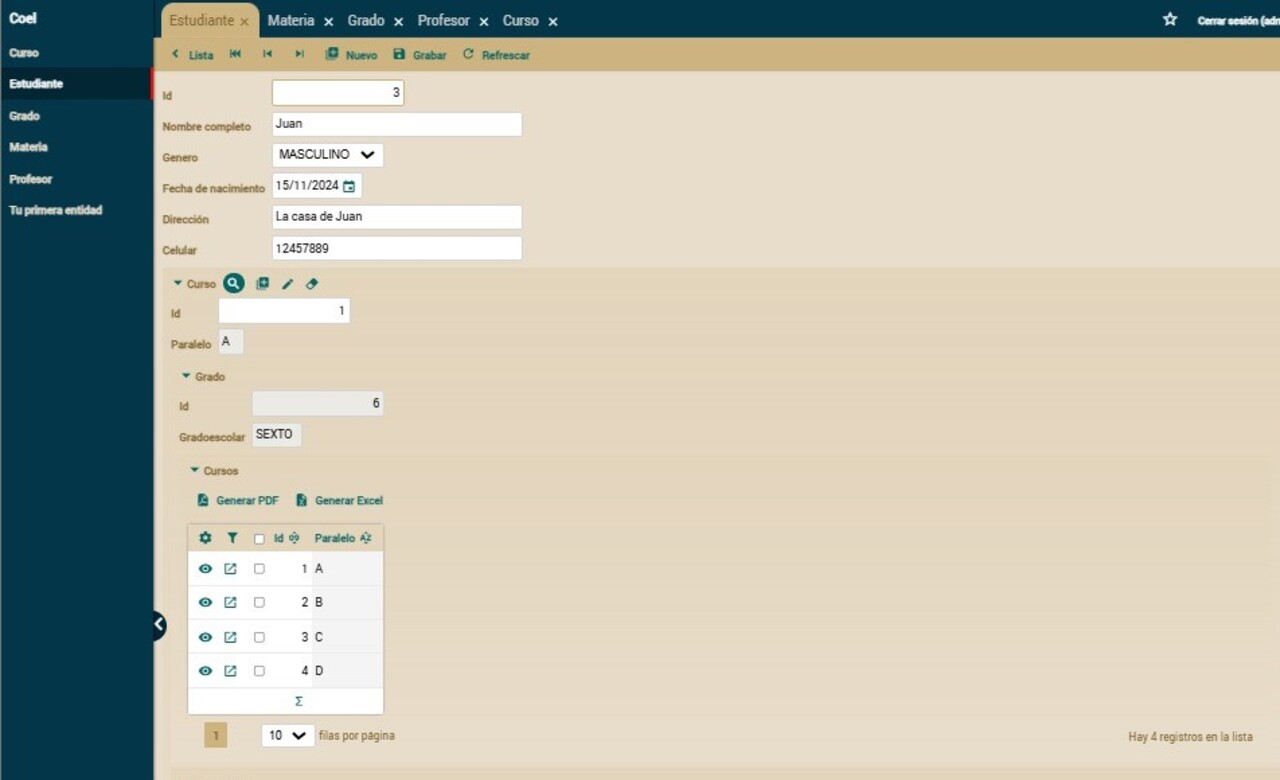 Coel
Curso
Estudiante
Grado
Materia
Profesor
Tu primera entidad
Estudiante × Materia × Grado × Profesor × Curso ×
Cerrar sesión (adm
Lista Nuevo Grabar Refrescar
Id 3
Nombre completo Juan
Genero MASCULINO
Fecha de nacimiento 15/11/2024
Dirección La casa de Juan
Celular 12457889
Curso
Id 1
Paralelo A
Grado
Id 6
Gradoescolar SEXTO
Cursos
Generar PDF Generar Excel
Id Paralelo
1 A
2 B
3 C
4 D
Σ
1 10 filas por página
Hay 4 registros en la lista